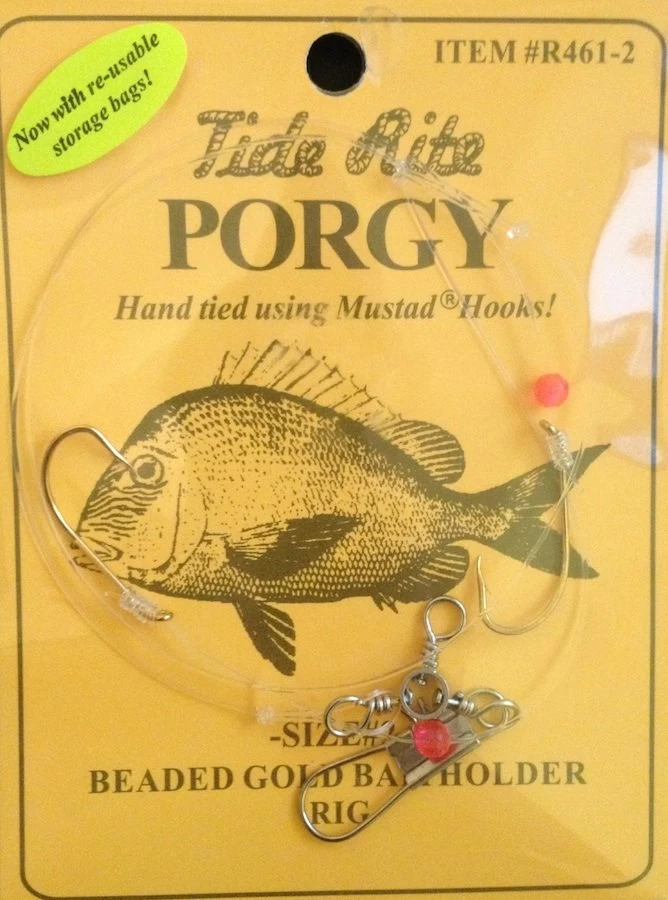 ITEM #R461-2
Now with re-usable
storage bags!
Tide Rite
PORGY
Hand tied using Mustad® Hooks!
-SIZE
BEADED GOLD BAITHOLDER
RIG